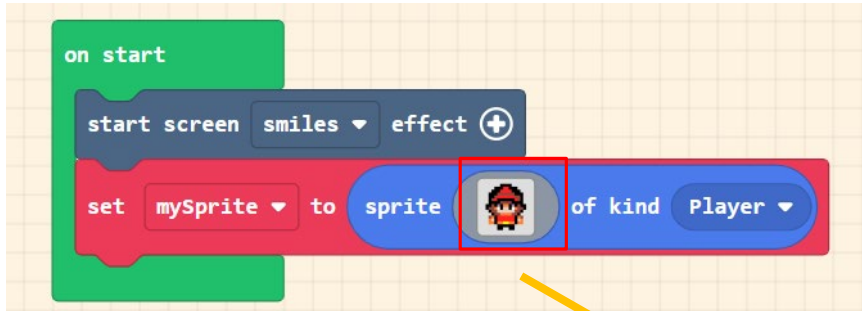 on start
start screen smiles effect
set mySprite to sprite of kind Player